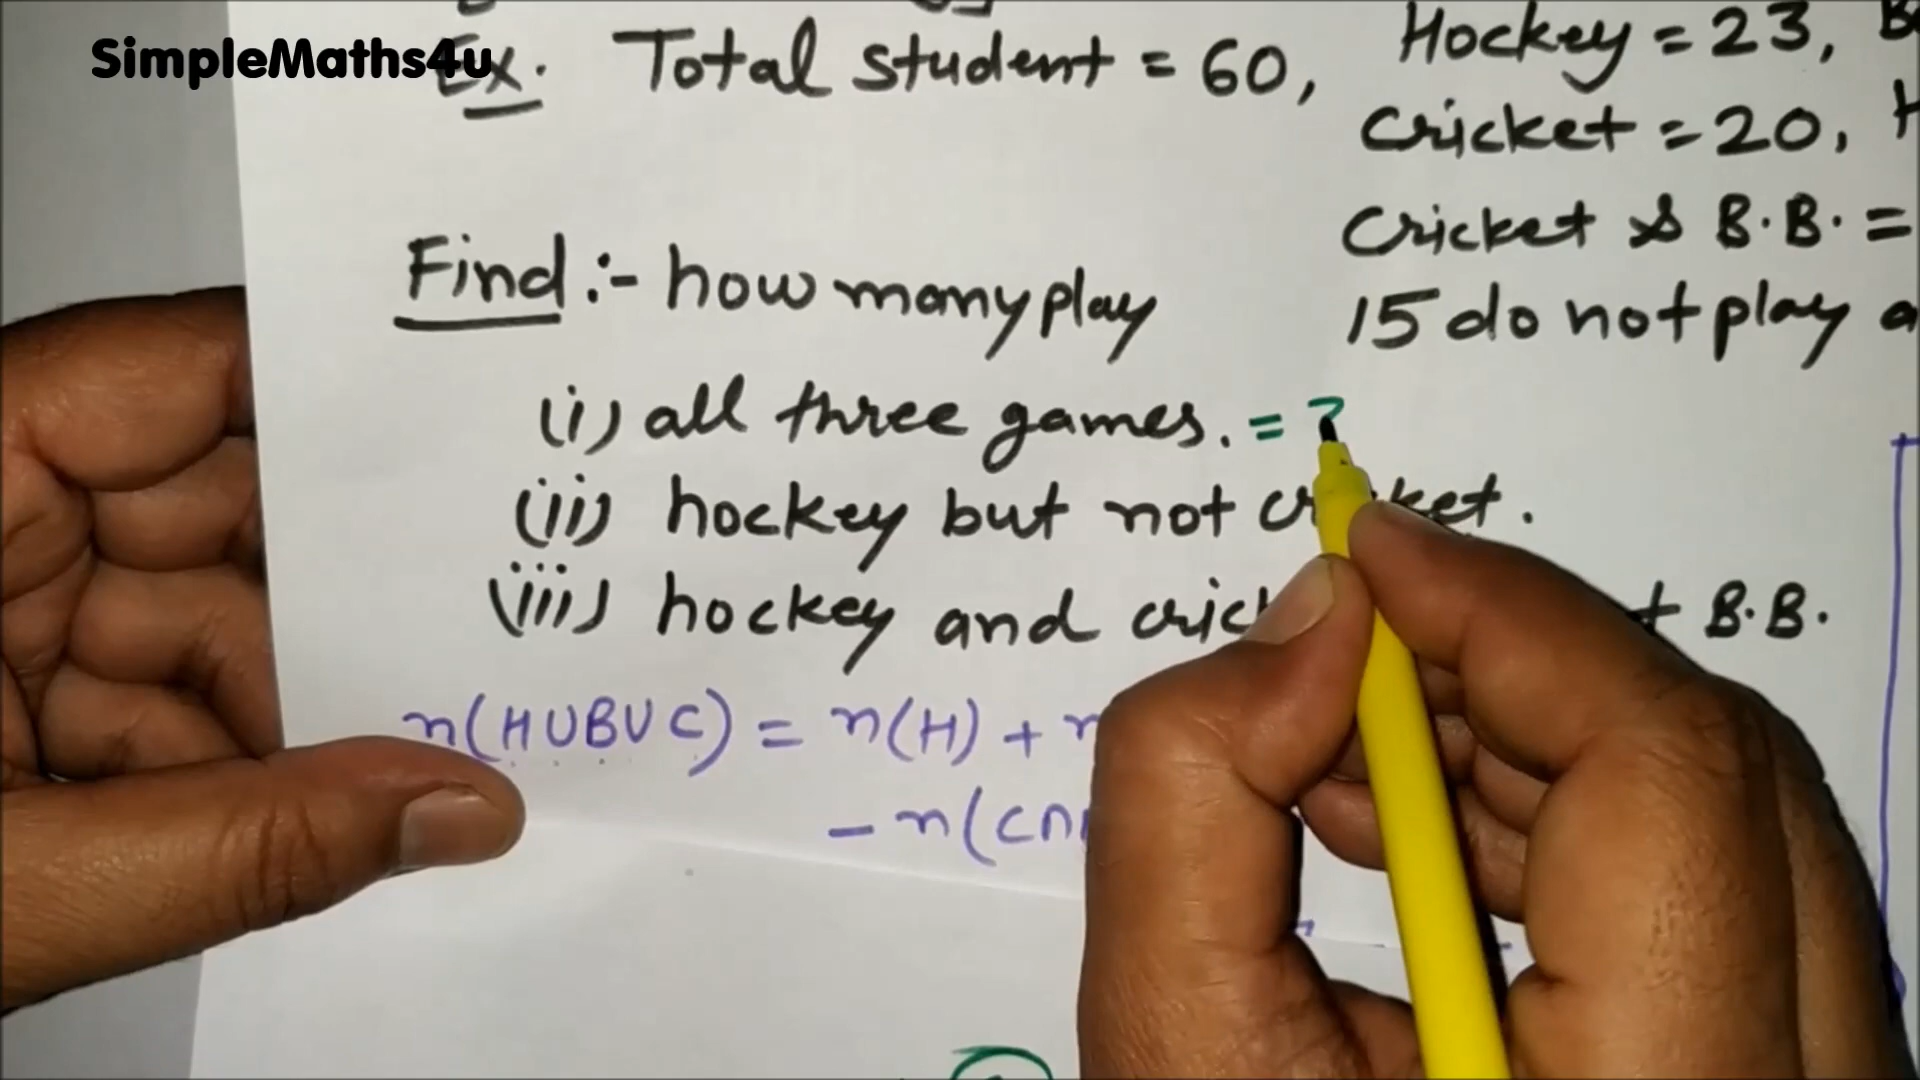 SimpleMaths4u
Ex. Total student = 60,
Hockey = 23,
Cricket = 20,
Cricket & B.B. =
15 do not play
Find :- how many play
(i) all three games. =
(ii) hockey but not cricket.
(iii) hockey and B.B.
n(HUBUC) = n(H) +
- n(C∩